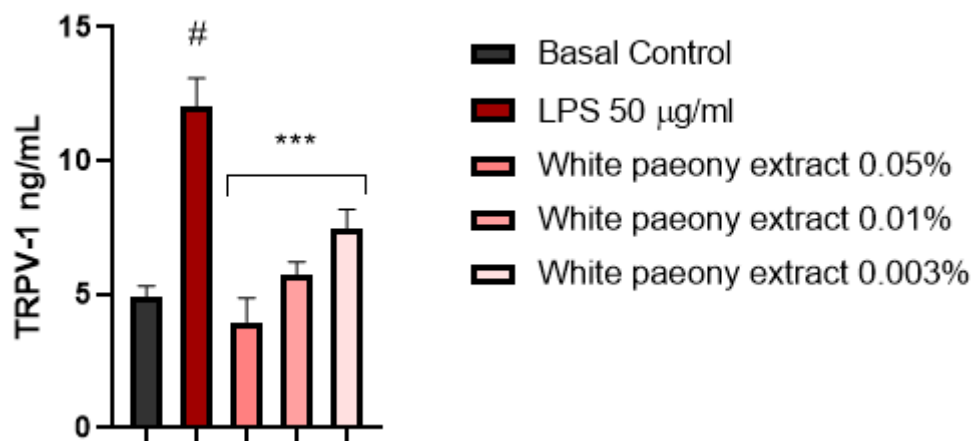 15
10
5
0
TRPV-1 ng/mL
#
***
Basal Control
LPS 50 μg/ml
White paeony extract 0.05%
White paeony extract 0.01%
White paeony extract 0.003%